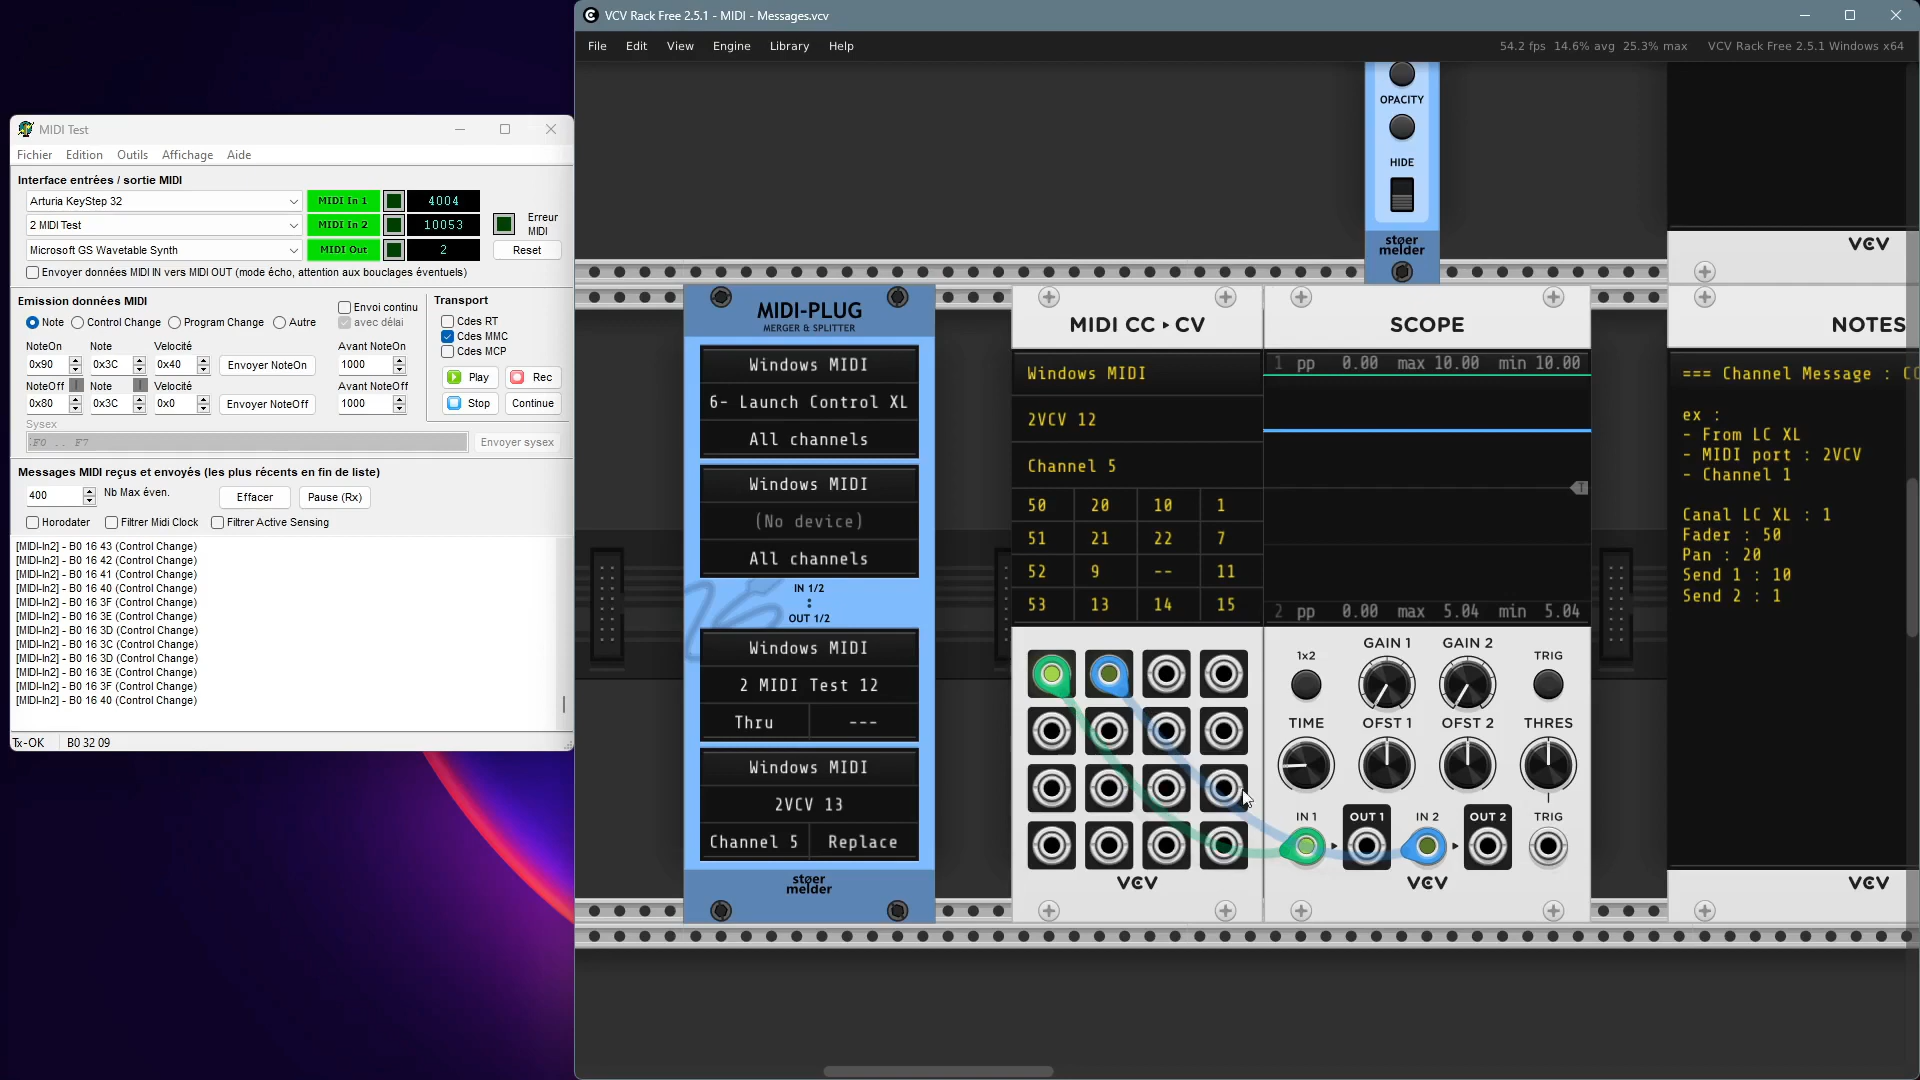 VCV Rack Free 2.5.1 - MIDI - Messages.vcv
File Edit View Engine Library Help
54.2 fps 14.6% avg 25.3% max VCV Rack Free 2.5.1 Windows x64
MIDI Test
Fichier Edition Outils Affichage Aide
Interface entrées / sortie MIDI
Arturia KeyStep 32 MIDI In 1 4004
2 MIDI Test MIDI In 2 10053
Erreur MIDI
Microsoft GS Wavetable Synth MIDI Out 2 Reset
Envoyer données MIDI IN vers MIDI OUT (mode écho, attention aux bouclages éventuels)
Emission données MIDI
Envoi continu
avec délai
Note Control Change Program Change Autre
NoteOn Note Velocité Avant NoteOn
0x90 0x3C 0x40 Envoyer NoteOn 1000
NoteOff Note Velocité Avant NoteOff
0x80 0x3C 0x0 Envoyer NoteOff 1000
Sysex
F0 .. F7 Envoyer sysex
Transport
Cdes RT
Cdes MMC
Cdes MCP
Play Rec
Stop Continue
Messages MIDI reçus et envoyés (les plus récents en fin de liste)
400 Nb Max éven. Effacer Pause (Rx)
Horodater Filtrer Midi Clock Filtrer Active Sensing
[MIDI-In2] - B0 16 43 (Control Change)
[MIDI-In2] - B0 16 42 (Control Change)
[MIDI-In2] - B0 16 41 (Control Change)
[MIDI-In2] - B0 16 40 (Control Change)
[MIDI-In2] - B0 16 3F (Control Change)
[MIDI-In2] - B0 16 3E (Control Change)
[MIDI-In2] - B0 16 3D (Control Change)
[MIDI-In2] - B0 16 3C (Control Change)
[MIDI-In2] - B0 16 3D (Control Change)
[MIDI-In2] - B0 16 3E (Control Change)
[MIDI-In2] - B0 16 3F (Control Change)
[MIDI-In2] - B0 16 40 (Control Change)
Tx-OK B0 32 09
OPACITY
HIDE
støer
melder
VCV
MIDI-PLUG
MERGER & SPLITTER
Windows MIDI
6- Launch Control XL
All channels
Windows MIDI
(No device)
All channels
IN 1/2
:
OUT 1/2
Windows MIDI
2 MIDI Test 12
Thru ---
Windows MIDI
2VCV 13
Channel 5 Replace
støer
melder
MIDI CC ▸ CV
Windows MIDI
2VCV 12
Channel 5
50 20 10 1
51 21 22 7
52 9 -- 11
53 13 14 15
VCV
SCOPE
1 pp 0.00 max 10.00 min 10.00
T
2 pp 0.00 max 5.04 min 5.04
1x2 GAIN 1 GAIN 2 TRIG
TIME OFST 1 OFST 2 THRES
IN 1 OUT 1 IN 2 OUT 2 TRIG
VCV
NOTES
=== Channel Message : CC
ex :
- From LC XL
- MIDI port : 2VCV
- Channel 1
Canal LC XL : 1
Fader : 50
Pan : 20
Send 1 : 10
Send 2 : 1
VCV